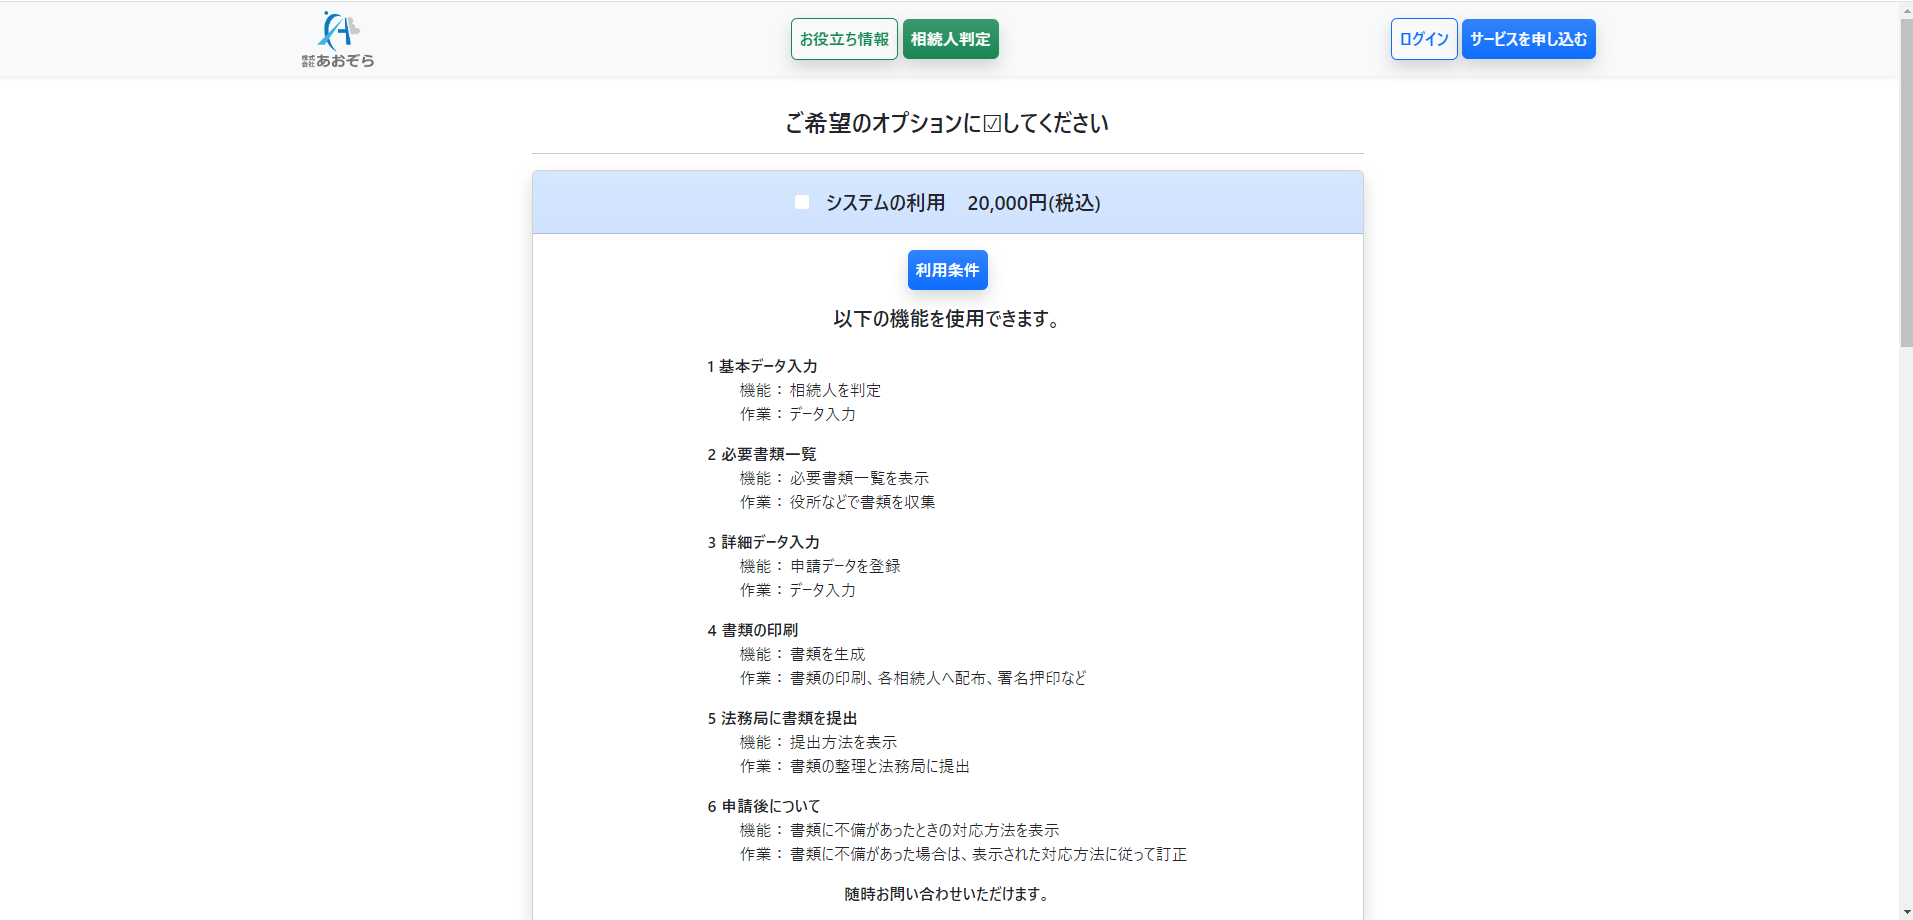 株式会社あおぞら
お役立ち情報
相続人判定
ログイン
サービスを申し込む
ご希望のオプションに☑してください
システムの利用　20,000円(税込)
利用条件
以下の機能を使用できます。
1 基本データ入力
機能： 相続人を判定
作業： データ入力
2 必要書類一覧
機能： 必要書類一覧を表示
作業： 役所などで書類を収集
3 詳細データ入力
機能： 申請データを登録
作業： データ入力
4 書類の印刷
機能： 書類を生成
作業： 書類の印刷、各相続人へ配布、署名押印など
5 法務局に書類を提出
機能： 提出方法を表示
作業： 書類の整理と法務局に提出
6 申請後について
機能： 書類に不備があったときの対応方法を表示
作業： 書類に不備があった場合は、表示された対応方法に従って訂正
随時お問い合わせいただけます。